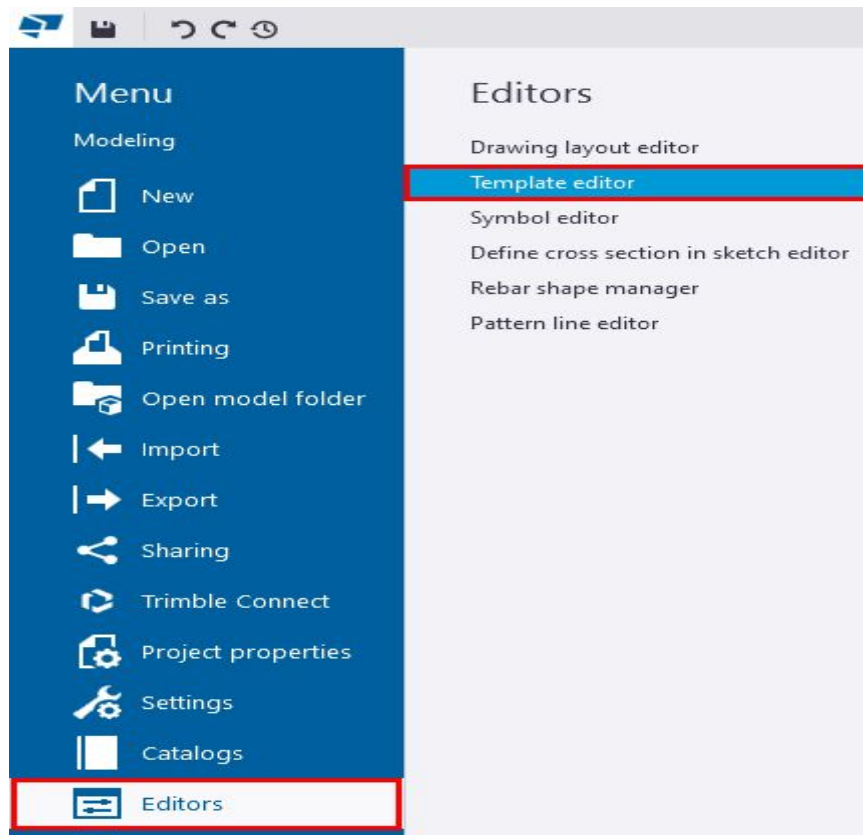 Menu
Modeling
New
Open
Save as
Printing
Open model folder
Import
Export
Sharing
Trimble Connect
Project properties
Settings
Catalogs
Editors
Editors
Drawing layout editor
Template editor
Symbol editor
Define cross section in sketch editor
Rebar shape manager
Pattern line editor